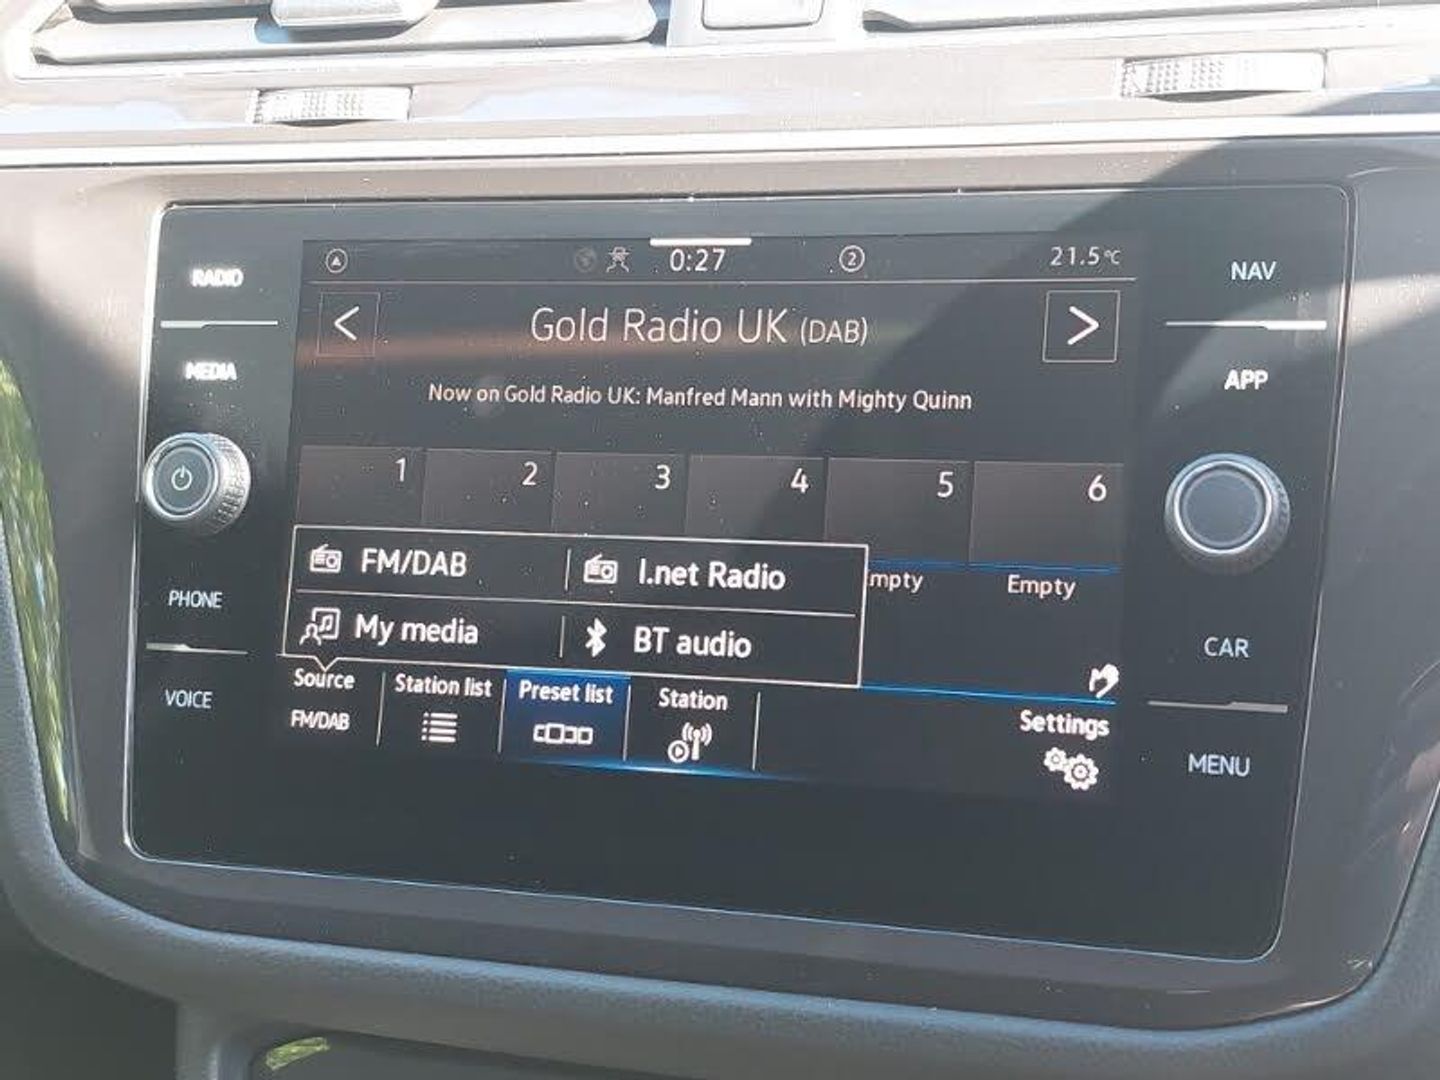 RADIO
MEDIA
PHONE
VOICE
0:27
2
21.5°C
Gold Radio UK (DAB)
Now on Gold Radio UK: Manfred Mann with Mighty Quinn
1 2 3 4 5 6
mpty Empty
FM/DAB I.net Radio
My media BT audio
Source Station list Preset list Station Settings
FM/DAB
NAV
APP
CAR
MENU